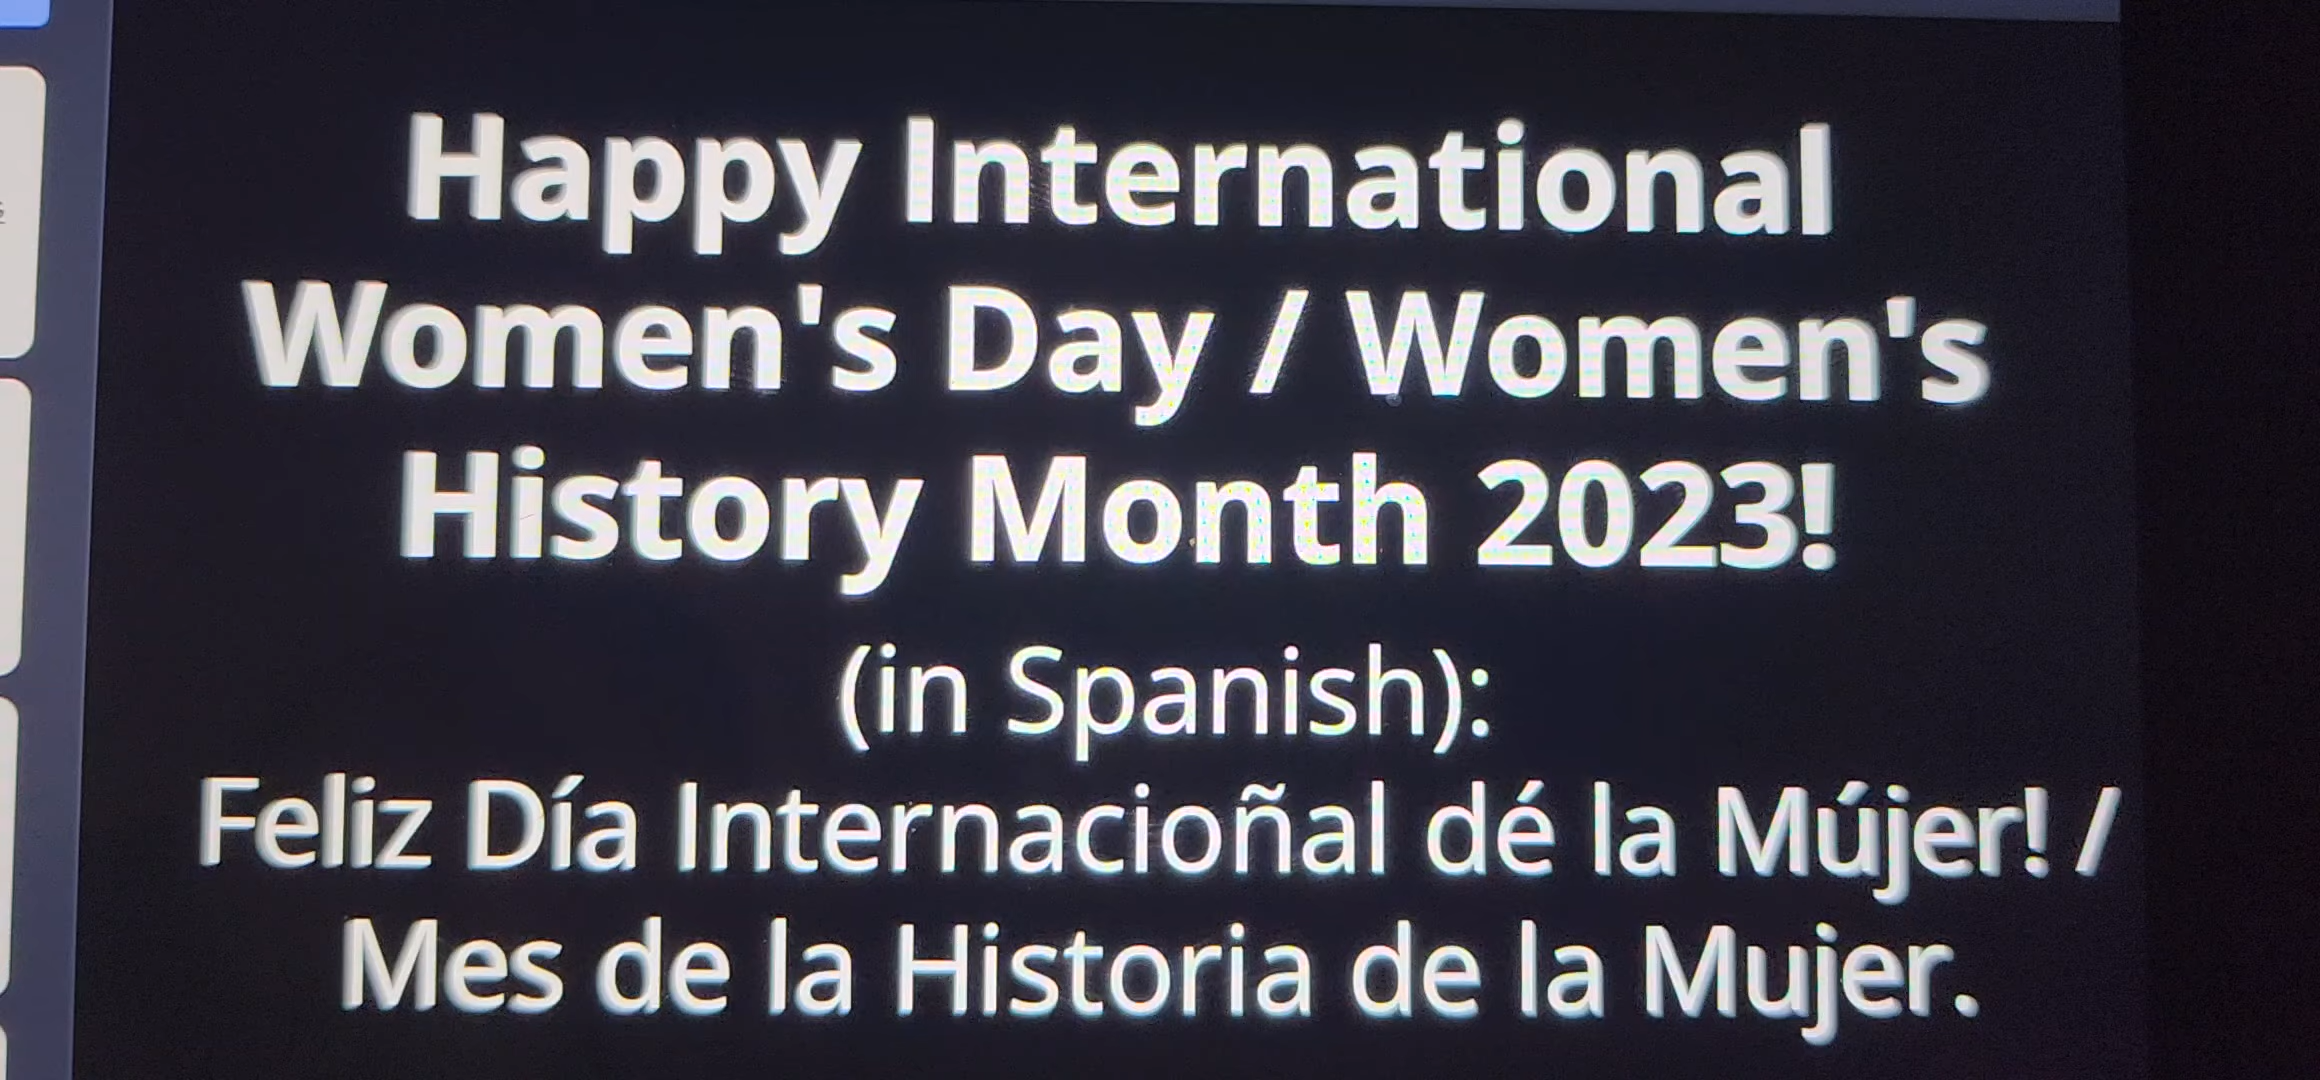 Happy International
Women's Day / Women's
History Month 2023!
(in Spanish):
Feliz Día Internacioñal dé la Mújer! /
Mes de la Historia de la Mujer.